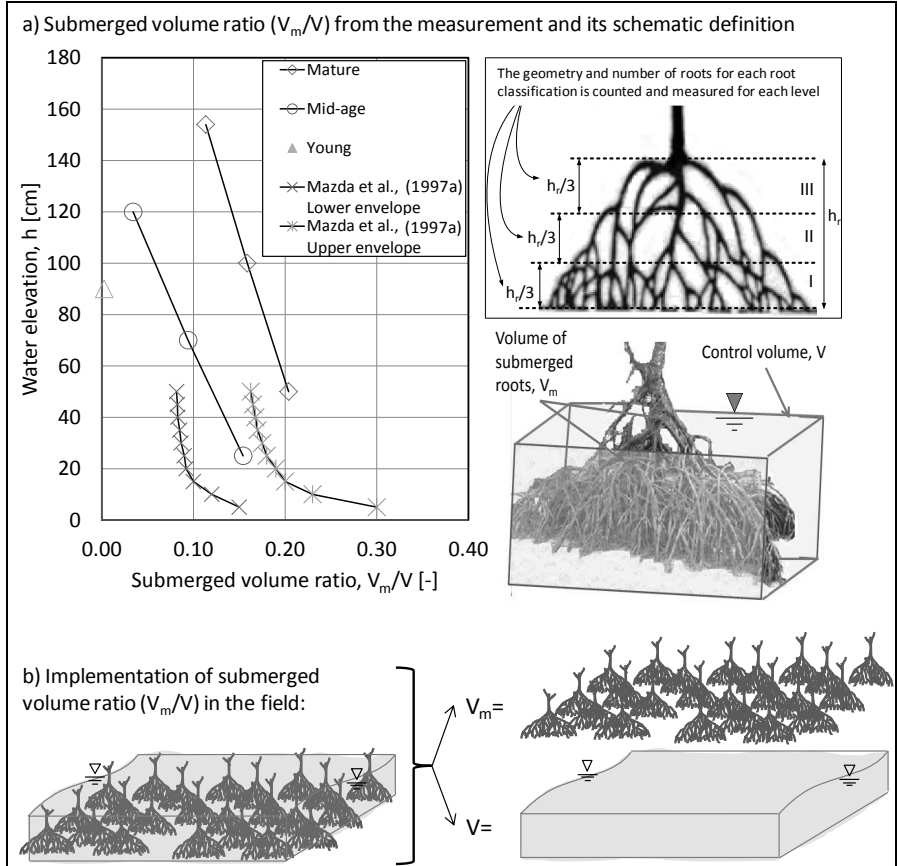 a) Submerged volume ratio (Vm/V) from the measurement and its schematic definition
180
160
140
120
100
80
60
40
20
0
Water elevation, h [cm]
0.00
0.10
0.20
0.30
0.40
Submerged volume ratio, Vm/V [-]
Mature
Mid-age
Young
Mazda et al., (1997a)
Lower envelope
Mazda et al., (1997a)
Upper envelope
The geometry and number of roots for each root
classification is counted and measured for each level
hr/3
hr/3
hr/3
III
II
I
hr
Volume of
submerged
roots, Vm
Control volume, V
b) Implementation of submerged
volume ratio (Vm/V) in the field:
Vm=
V=